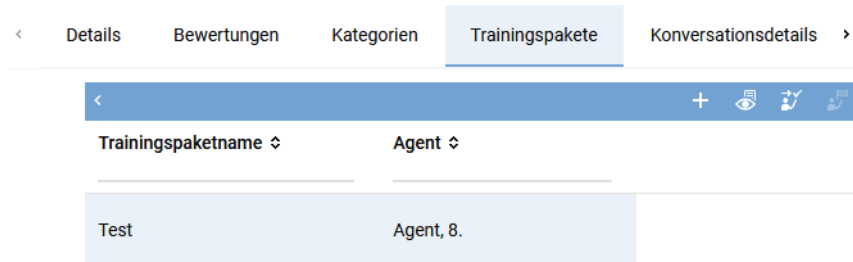 Details Bewertungen Kategorien Trainingspakete Konversationsdetails
Trainingspaketname Agent
Test Agent, 8.